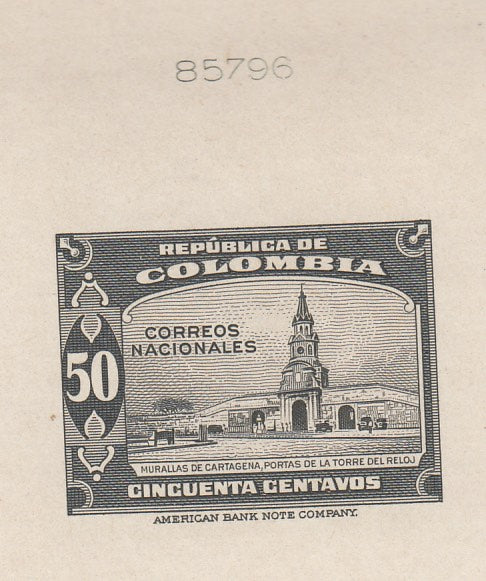 85796
REPÚBLICA DE
COLOMBIA
CORREOS
NACIONALES
50
MURALLAS DE CARTAGENA, PORTAS DE LA TORRE DEL RELOJ
CINCUENTA CENTAVOS
AMERICAN BANK NOTE COMPANY.